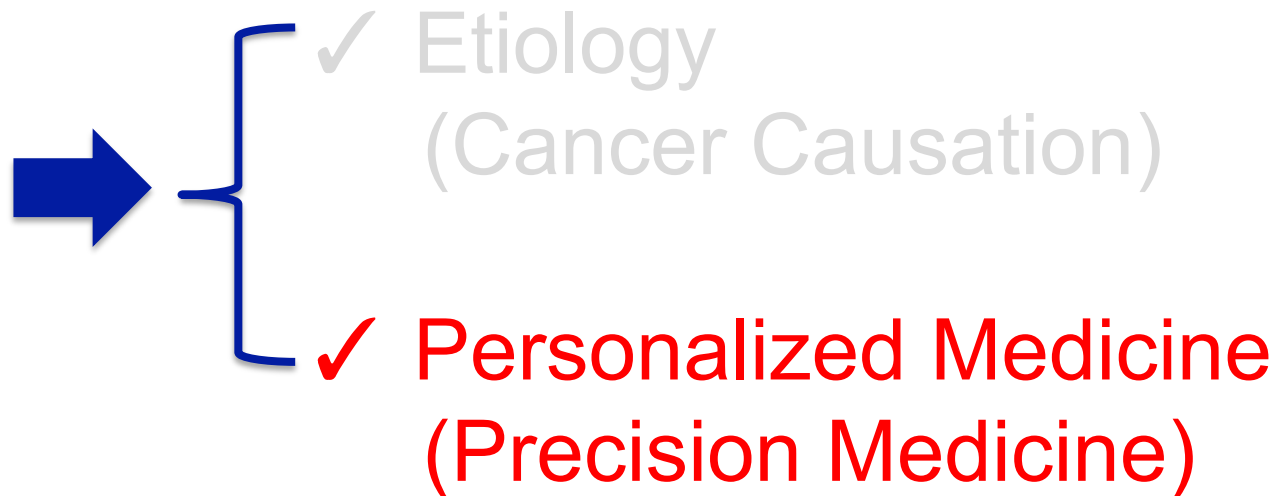 ✓ Etiology
(Cancer Causation)
✓ Personalized Medicine
(Precision Medicine)